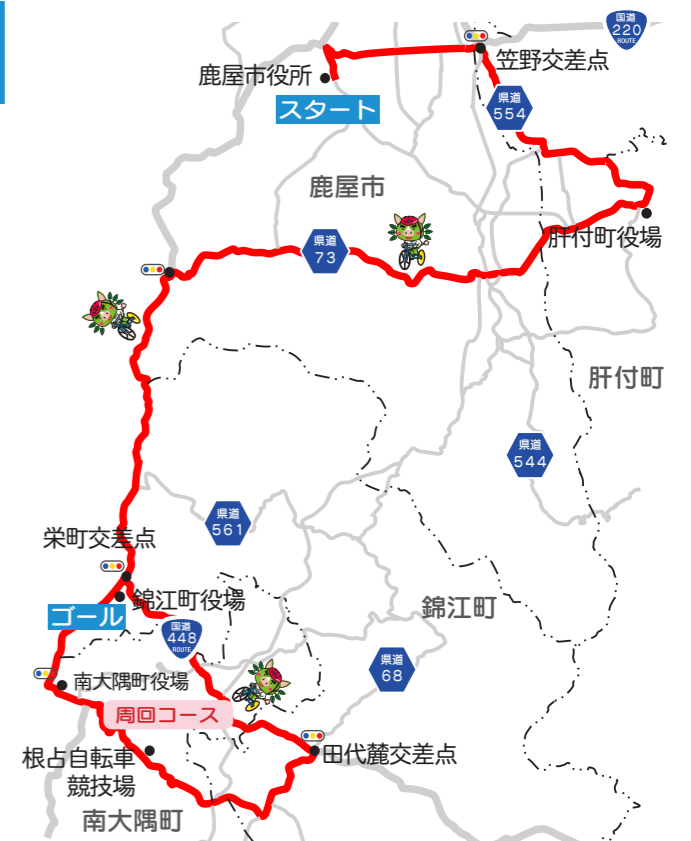 国道
220
ROUTE
笠野交差点
鹿屋市役所
スタート
県道
554
鹿屋市
肝付町役場
県道
73
肝付町
県道
544
県道
561
栄町交差点
錦江町役場
ゴール
国道
448
ROUTE
錦江町
県道
68
南大隅町役場
周回コース
田代麓交差点
根占自転車
競技場
南大隅町